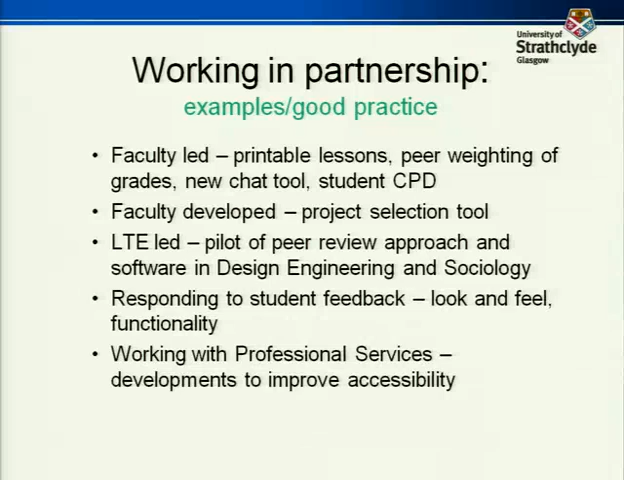 University of
Strathclyde
Glasgow
Working in partnership:
examples/good practice
• Faculty led – printable lessons, peer weighting of
grades, new chat tool, student CPD
• Faculty developed – project selection tool
• LTE led – pilot of peer review approach and
software in Design Engineering and Sociology
• Responding to student feedback – look and feel,
functionality
• Working with Professional Services –
developments to improve accessibility